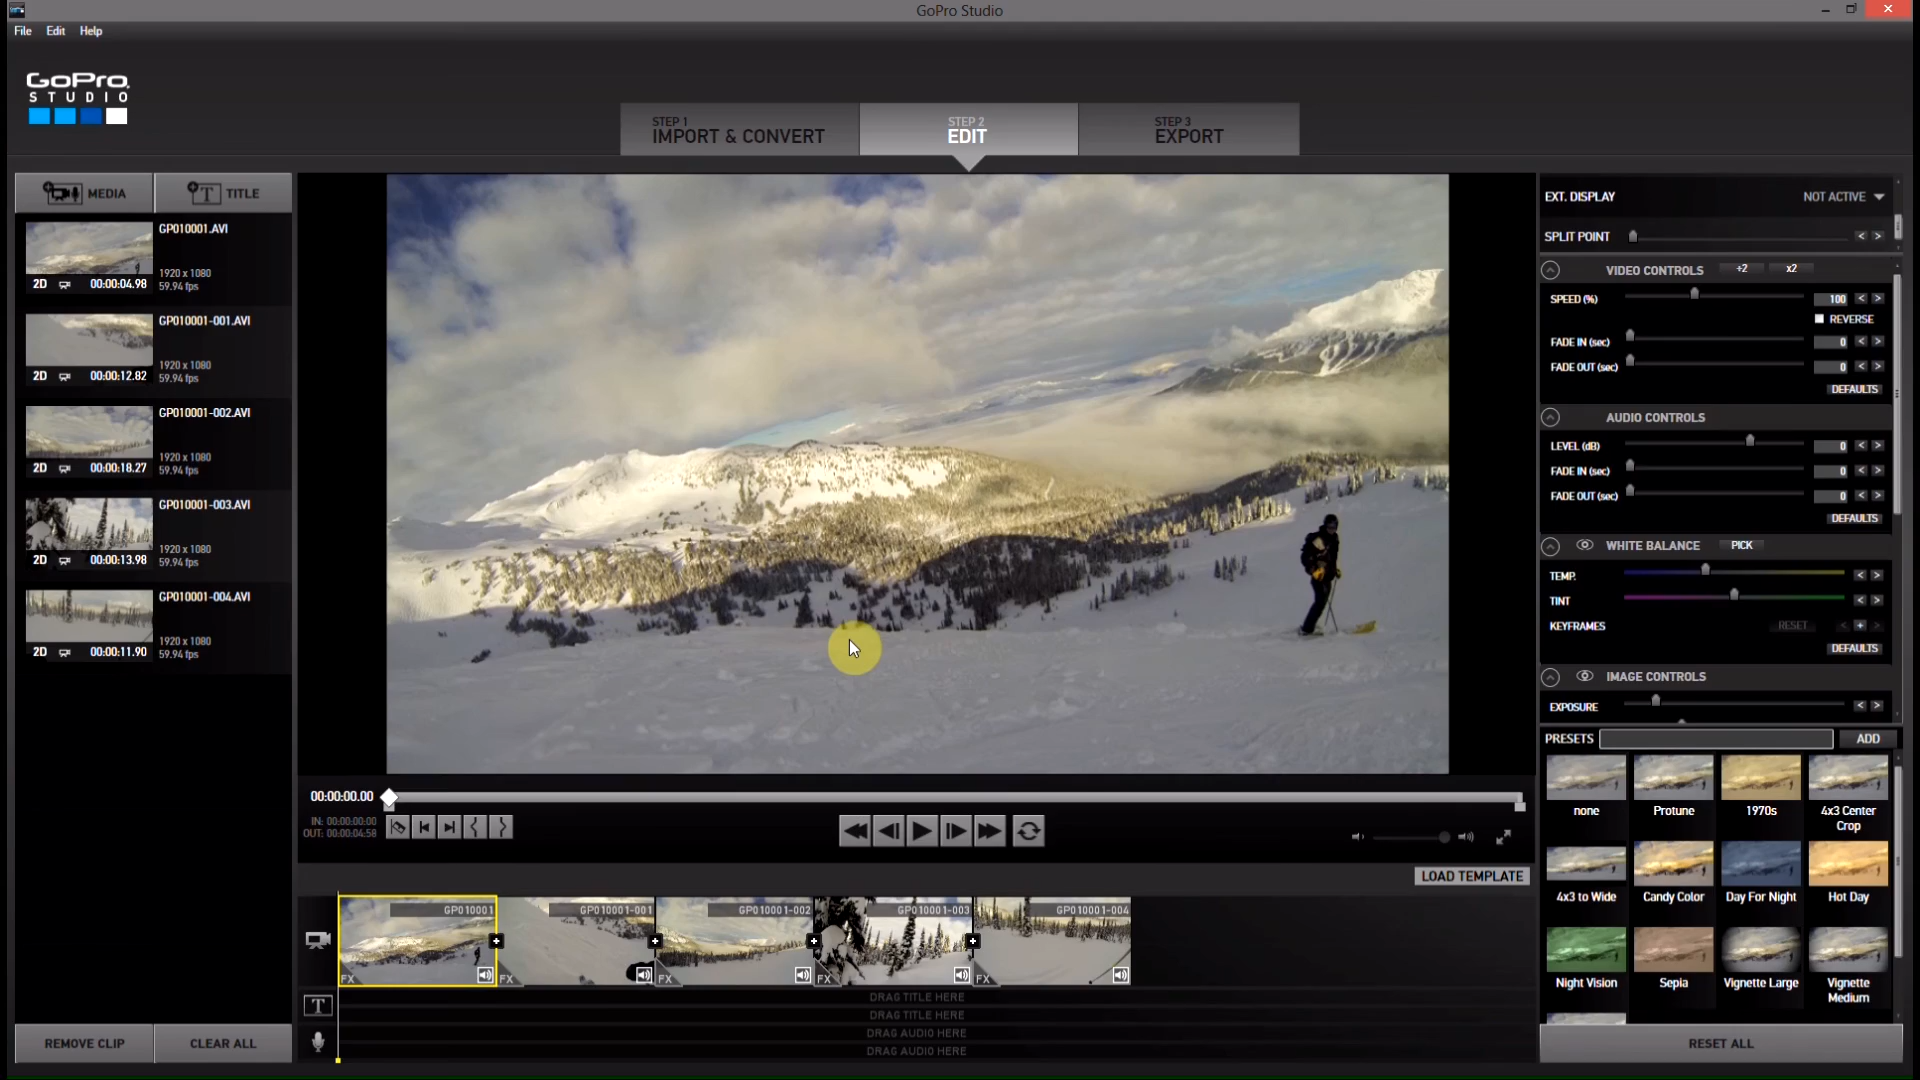 GoPro Studio
File Edit Help
GoPro
STUDIO
STEP 1
IMPORT & CONVERT
STEP 2
EDIT
STEP 3
EXPORT
MEDIA
TITLE
GP010001.AVI
1920 x 1080
2D 00:00:04.98 59.94 fps
GP010001-001.AVI
1920 x 1080
2D 00:00:12.82 59.94 fps
GP010001-002.AVI
1920 x 1080
2D 00:00:18.27 59.94 fps
GP010001-003.AVI
1920 x 1080
2D 00:00:13.98 59.94 fps
GP010001-004.AVI
1920 x 1080
2D 00:00:11.90 59.94 fps
REMOVE CLIP
CLEAR ALL
00:00:00.00
IN: 00:00:00:00
OUT: 00:00:04:58
LOAD TEMPLATE
GP010001
GP010001-001
GP010001-002
GP010001-003
GP010001-004
FX
FX
FX
FX
FX
T
DRAG TITLE HERE
DRAG TITLE HERE
DRAG AUDIO HERE
DRAG AUDIO HERE
EXT. DISPLAY NOT ACTIVE
SPLIT POINT
VIDEO CONTROLS ÷2 x2
SPEED (%) 100
REVERSE
FADE IN (sec) 0
FADE OUT (sec) 0
DEFAULTS
AUDIO CONTROLS
LEVEL (dB) 0
FADE IN (sec) 0
FADE OUT (sec) 0
DEFAULTS
WHITE BALANCE PICK
TEMP.
TINT
KEYFRAMES RESET
DEFAULTS
IMAGE CONTROLS
EXPOSURE
PRESETS ADD
none
Protune
1970s
4x3 Center
Crop
4x3 to Wide
Candy Color
Day For Night
Hot Day
Night Vision
Sepia
Vignette Large
Vignette
Medium
RESET ALL